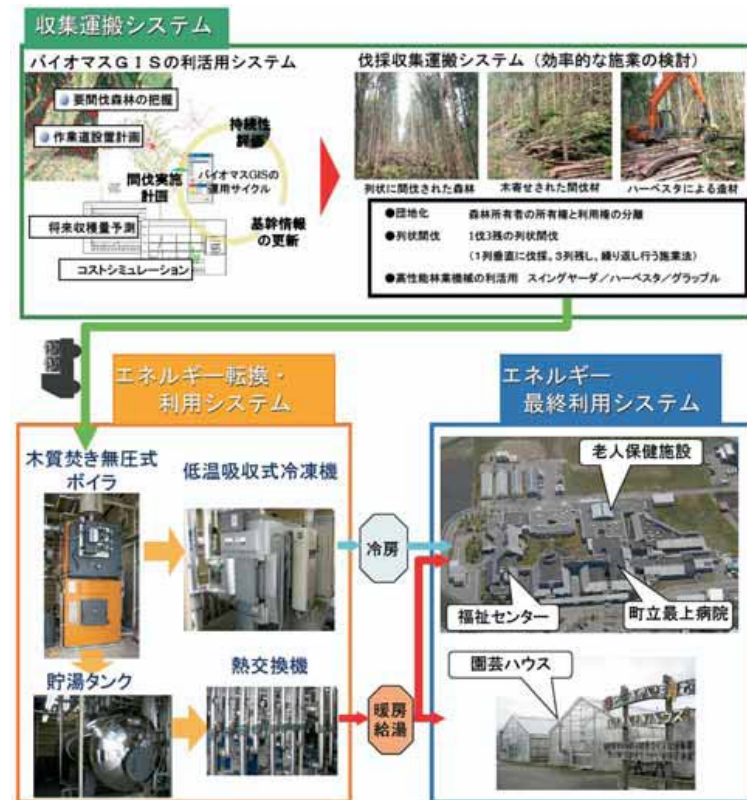 収集運搬システム
バイオマスGISの利活用システム
要間伐森林の把握
作業道設置計画
持続性
評価
間伐実施
計画
バイオマスGISの
運用サイクル
基幹情報
の更新
将来収穫量予測
コストシミュレーション
伐採収集運搬システム（効率的な施業の検討）
列状に間伐された森林
木寄せされた間伐材
ハーベスタによる造材
●団地化　森林所有者の所有権と利用権の分離
●列状間伐　1伐3残の列状間伐
（1列垂直に伐採、3列残し、繰り返し行う施業法）
●高性能林業機械の利活用　スイングヤーダ／ハーベスタ／グラップル
エネルギー転換・
利用システム
木質焚き無圧式
ボイラ
低温吸収式冷凍機
貯湯タンク
熱交換機
冷房
暖房
給湯
エネルギー
最終利用システム
老人保健施設
福祉センター
町立最上病院
園芸ハウス
ハウス